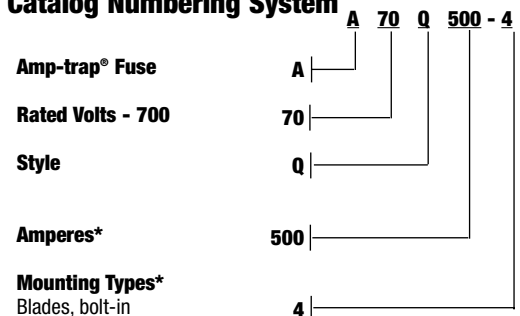 Catalog Numbering System
A 70 Q 500 - 4
Amp-trap® Fuse A
Rated Volts - 700 70
Style Q
Amperes* 500
Mounting Types*
Blades, bolt-in 4